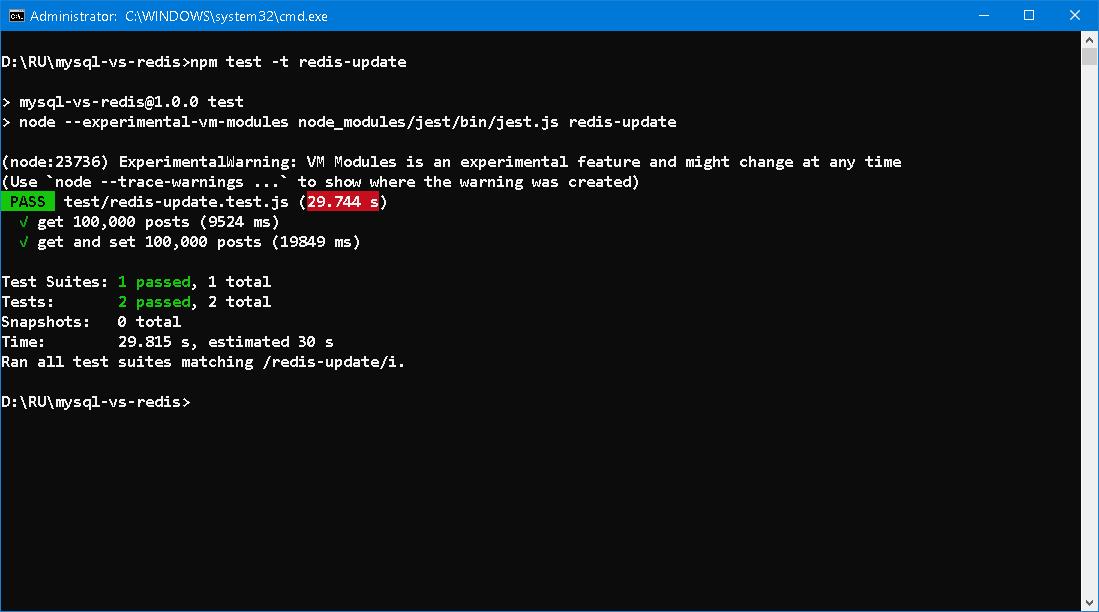 Administrator: C:\WINDOWS\system32\cmd.exe
D:\RU\mysql-vs-redis>npm test -t redis-update
> mysql-vs-redis@1.0.0 test
> node --experimental-vm-modules node_modules/jest/bin/jest.js redis-update
(node:23736) ExperimentalWarning: VM Modules is an experimental feature and might change at any time
(Use `node --trace-warnings ...` to show where the warning was created)
PASS test/redis-update.test.js (29.744 s)
√ get 100,000 posts (9524 ms)
√ get and set 100,000 posts (19849 ms)
Test Suites: 1 passed, 1 total
Tests: 2 passed, 2 total
Snapshots: 0 total
Time: 29.815 s, estimated 30 s
Ran all test suites matching /redis-update/i.
D:\RU\mysql-vs-redis>